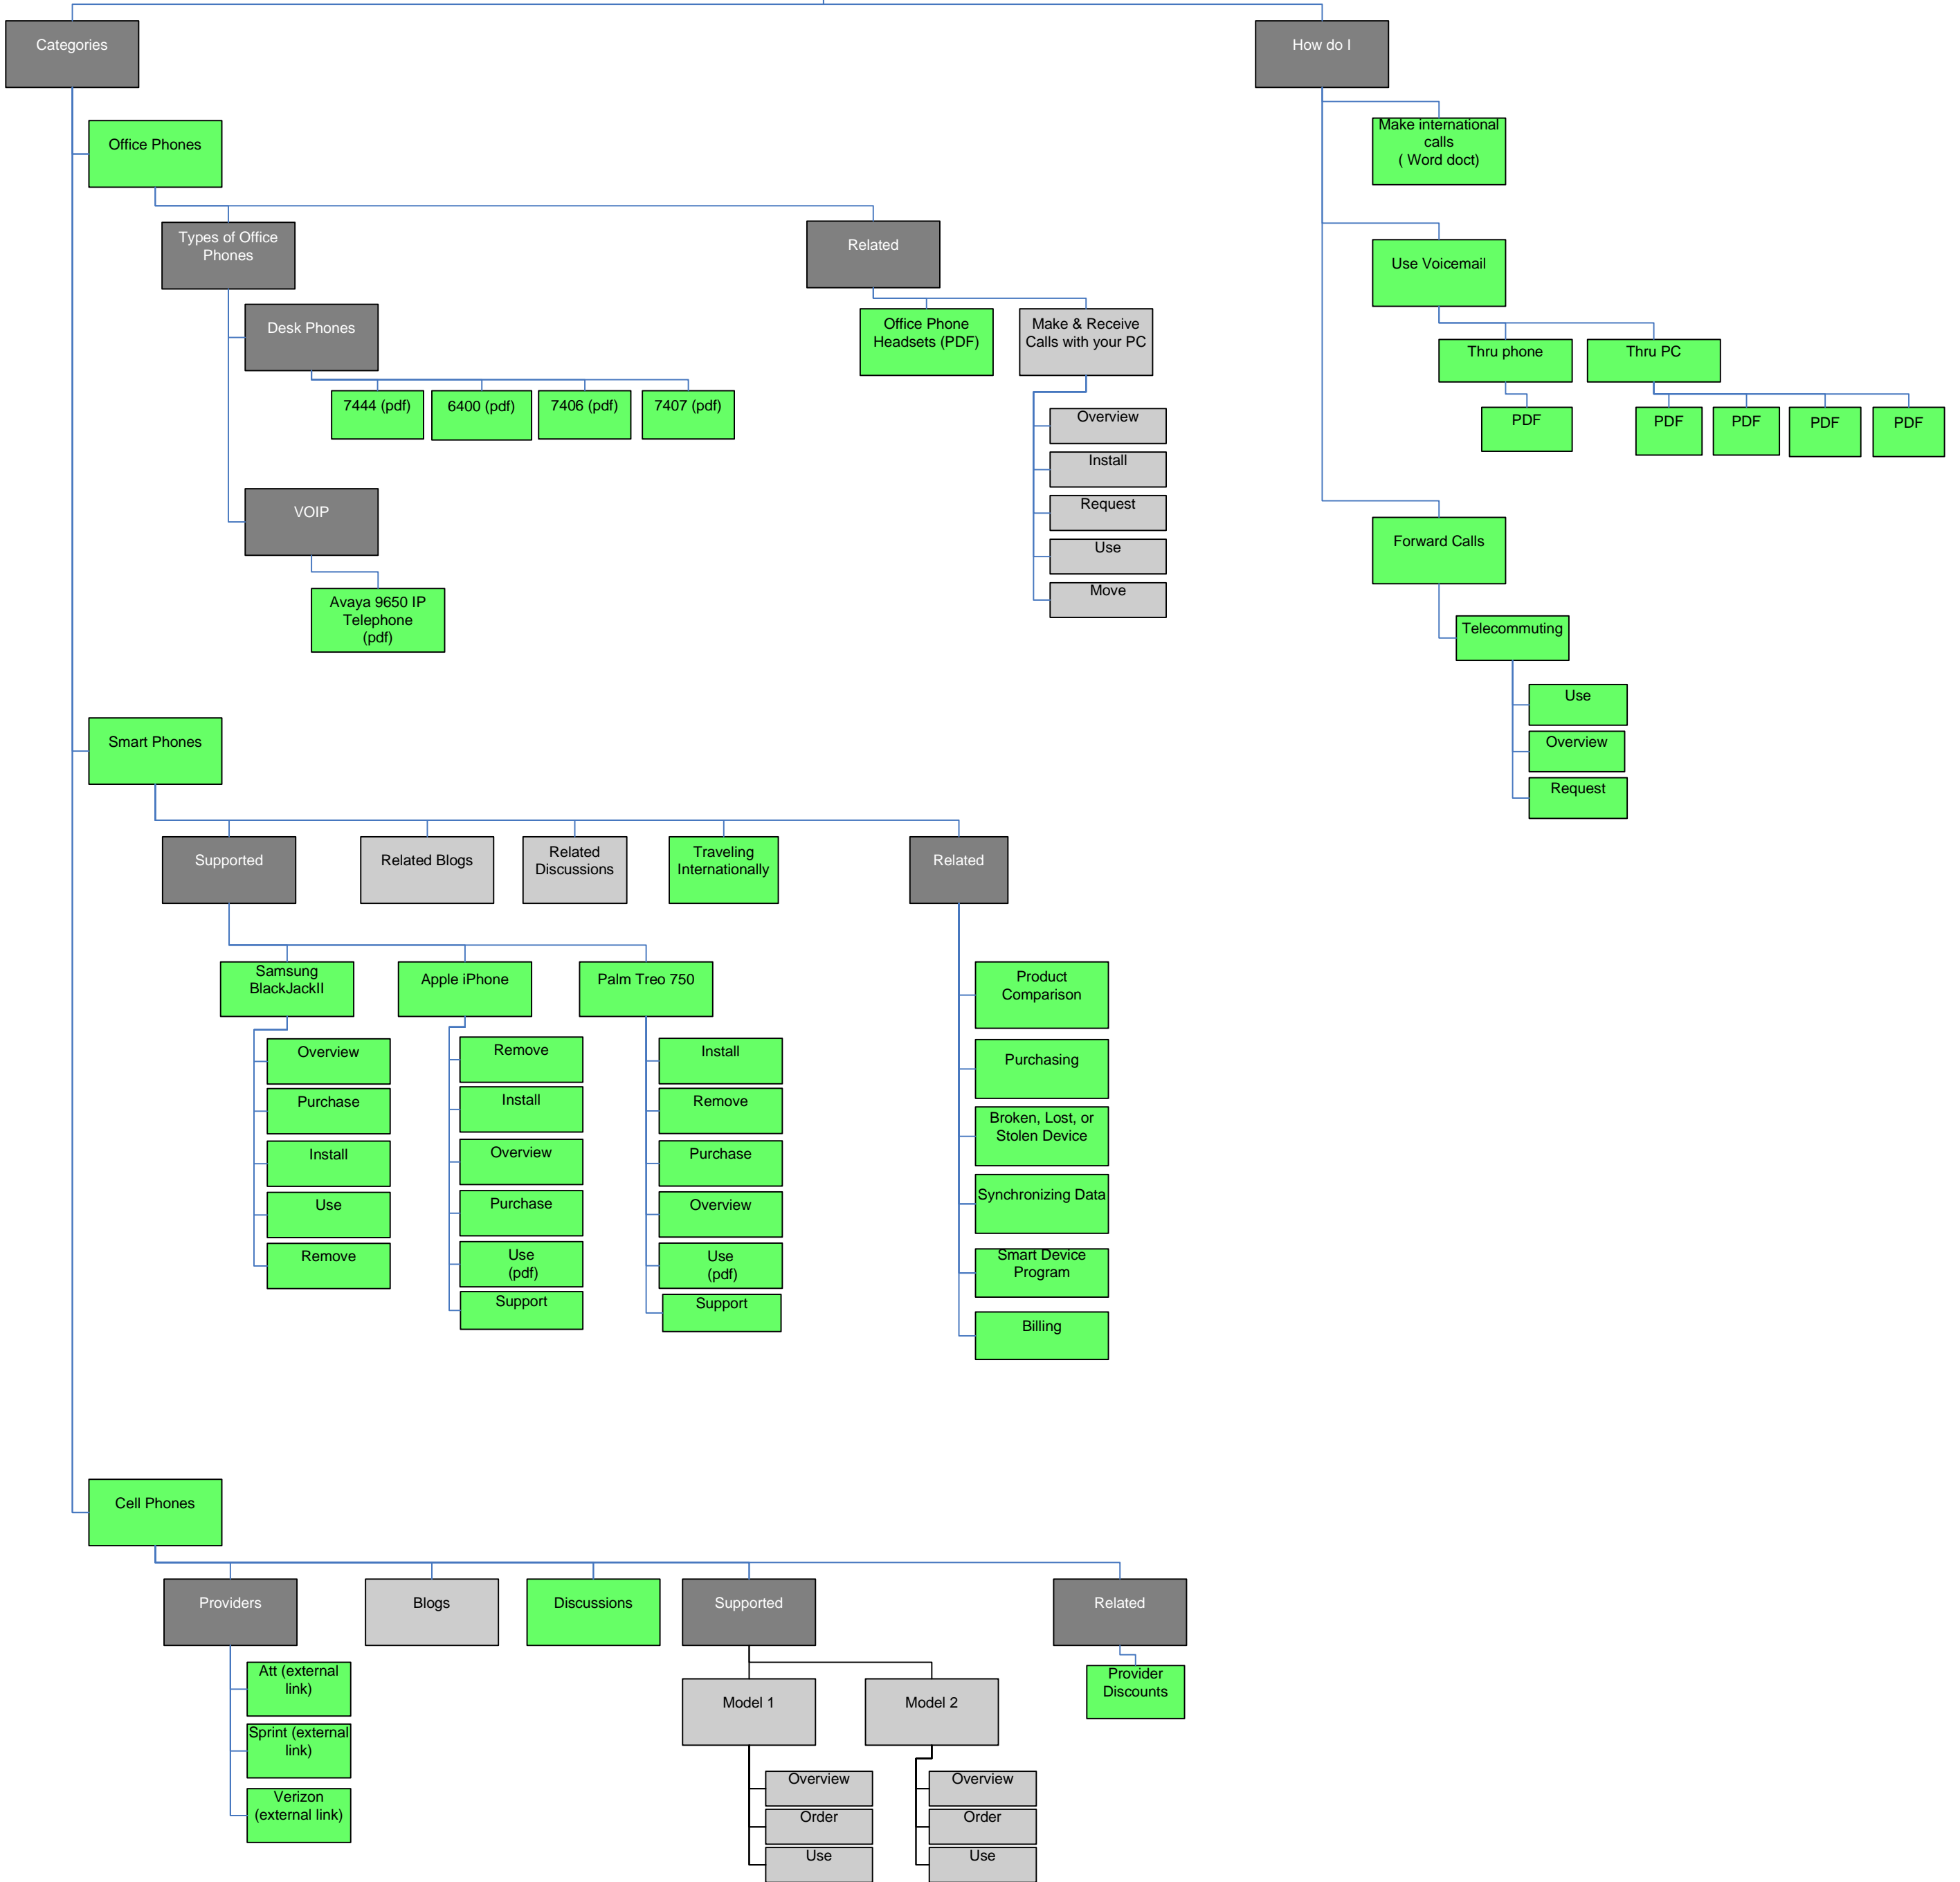 Categories
How do I
Office Phones
Make international
calls
( Word doct)
Types of Office
Phones
Related
Use Voicemail
Desk Phones
Office Phone
Headsets (PDF)
Make & Receive
Calls with your PC
Thru phone
Thru PC
7444 (pdf)
6400 (pdf)
7406 (pdf)
7407 (pdf)
Overview
Install
Request
Use
Move
PDF
PDF
PDF
PDF
PDF
VOIP
Avaya 9650 IP
Telephone
(pdf)
Forward Calls
Telecommuting
Use
Overview
Request
Smart Phones
Supported
Related Blogs
Related
Discussions
Traveling
Internationally
Related
Samsung
BlackJackII
Apple iPhone
Palm Treo 750
Overview
Purchase
Install
Use
Remove
Remove
Install
Overview
Purchase
Use
(pdf)
Support
Install
Remove
Purchase
Overview
Use
(pdf)
Support
Product
Comparison
Purchasing
Broken, Lost, or
Stolen Device
Synchronizing Data
Smart Device
Program
Billing
Cell Phones
Providers
Blogs
Discussions
Supported
Related
Att (external
link)
Sprint (external
link)
Verizon
(external link)
Model 1
Model 2
Provider
Discounts
Overview
Order
Use
Overview
Order
Use